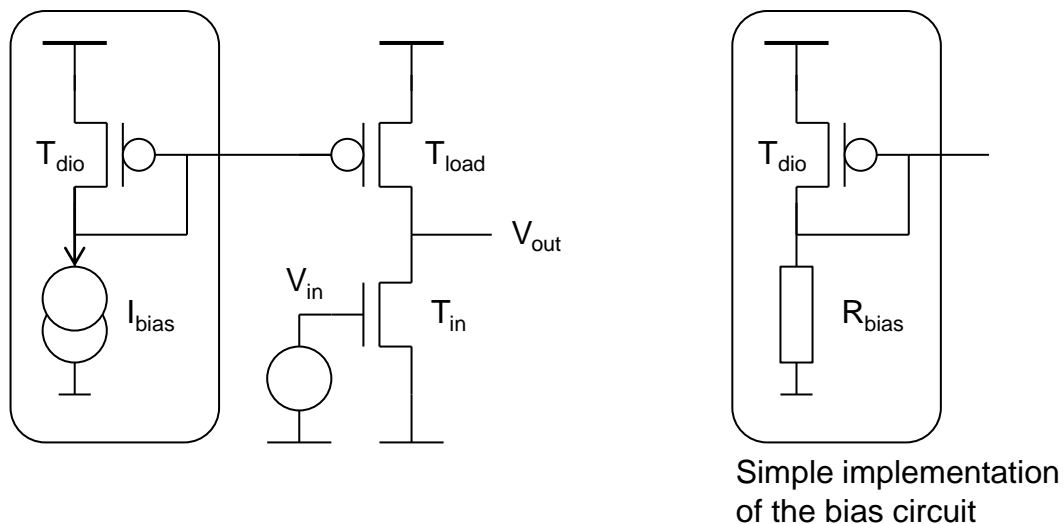 T_dio
T_load
V_out
I_bias
V_in
T_in
T_dio
R_bias
Simple implementation
of the bias circuit